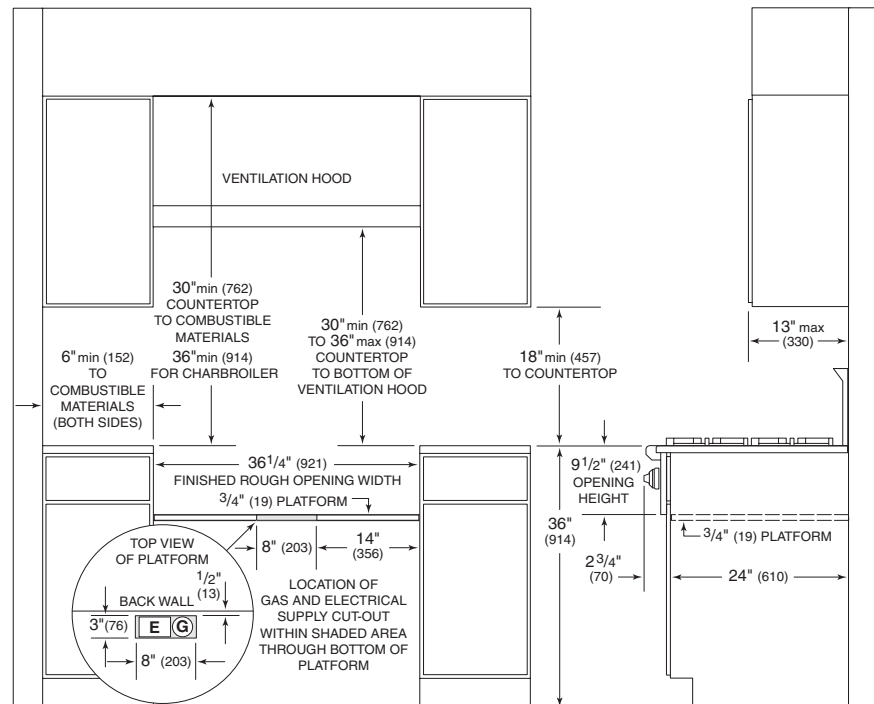 VENTILATION HOOD
30" min (762)
COUNTERTOP
TO COMBUSTIBLE
MATERIALS
36" min (914)
FOR CHARBROILER
30" min (762)
TO 36" max (914)
COUNTERTOP
TO BOTTOM OF
VENTILATION HOOD
18" min (457)
TO COUNTERTOP
13" max
(330)
6" min (152)
TO
COMBUSTIBLE
MATERIALS
(BOTH SIDES)
36 1/4" (921)
FINISHED ROUGH OPENING WIDTH
3/4" (19) PLATFORM
9 1/2" (241)
OPENING
HEIGHT
36"
(914)
3/4" (19) PLATFORM
2 3/4"
(70)
24" (610)
8" (203)
14"
(356)
LOCATION OF
GAS AND ELECTRICAL
SUPPLY CUT-OUT
WITHIN SHADED AREA
THROUGH BOTTOM OF
PLATFORM
TOP VIEW
OF PLATFORM
1/2"
(13)
BACK WALL
3" (76)
E G
8" (203)